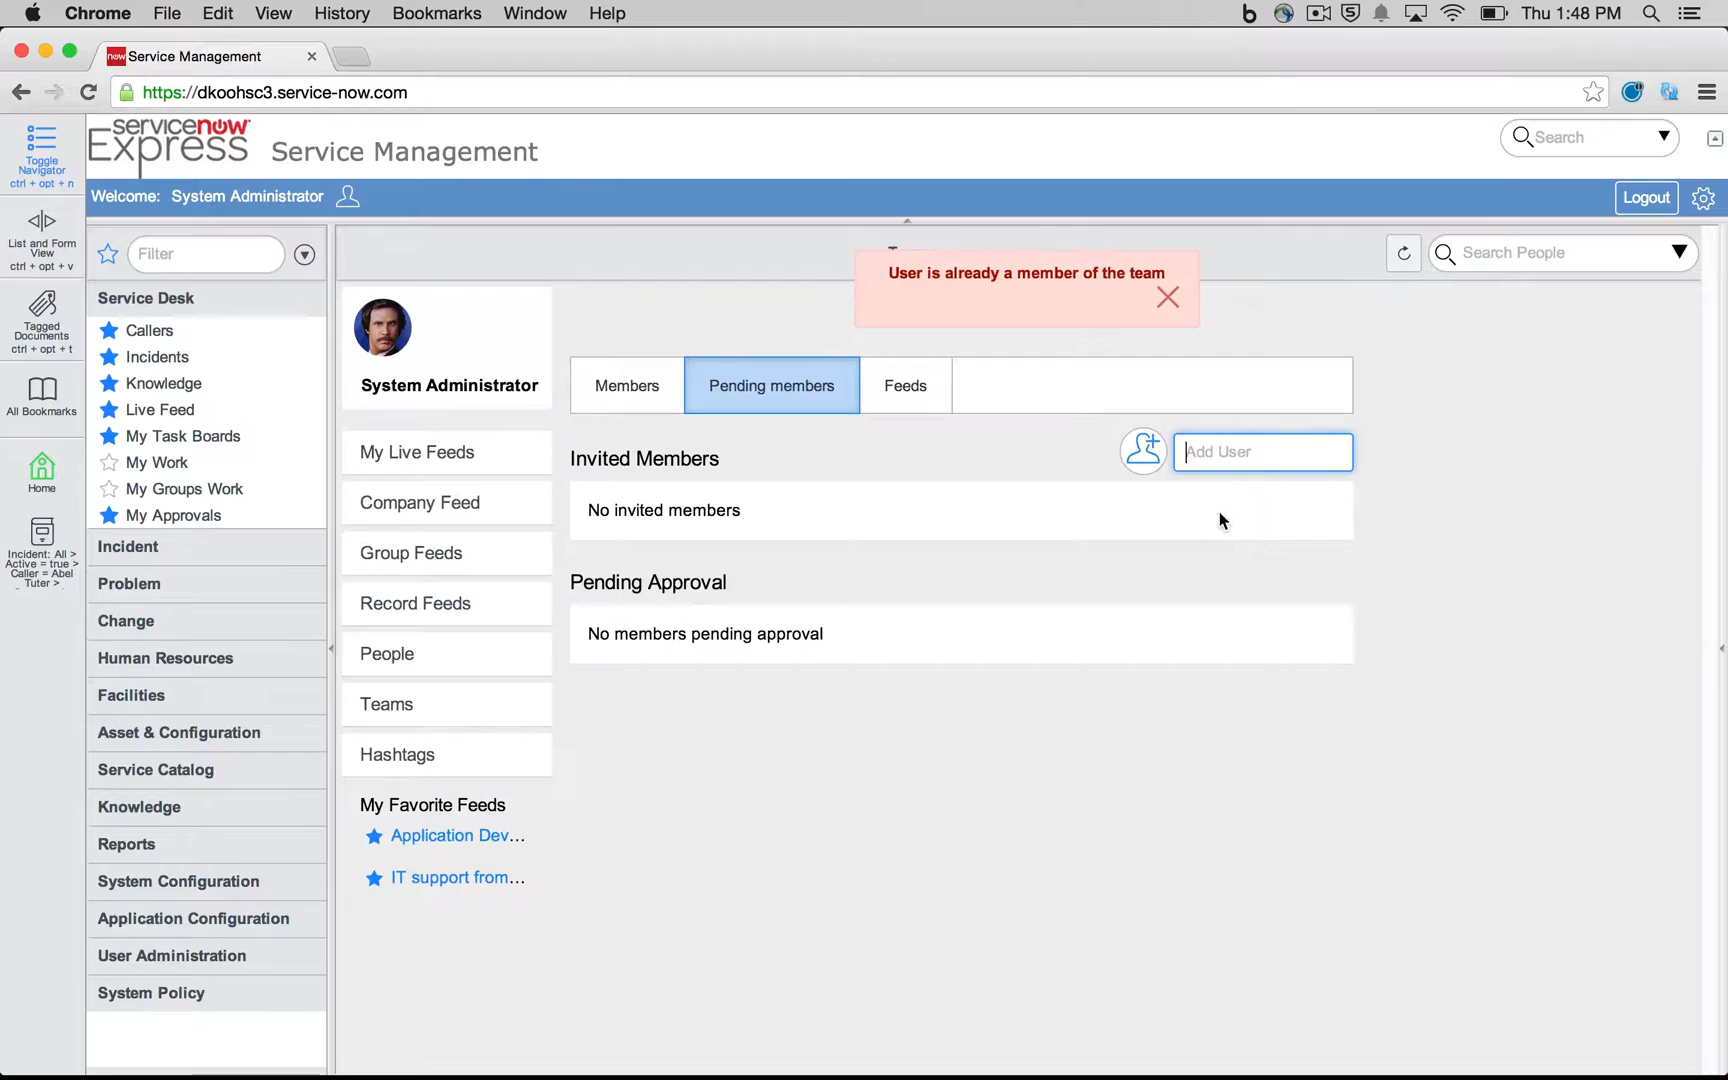 Chrome File Edit View History Bookmarks Window Help
Thu 1:48 PM
now Service Management
https://dkoohsc3.service-now.com
servicenow
Express Service Management
Search
Toggle
Navigator
ctrl + opt + n
Welcome: System Administrator
Logout
List and Form
View
ctrl + opt + v
Filter
Search People
User is already a member of the team
Tagged
Documents
ctrl + opt + t
All Bookmarks
Home
Incident: All >
Active = true >
Caller = Abel
Tuter >
Service Desk
Callers
Incidents
Knowledge
Live Feed
My Task Boards
My Work
My Groups Work
My Approvals
Incident
Problem
Change
Human Resources
Facilities
Asset & Configuration
Service Catalog
Knowledge
Reports
System Configuration
Application Configuration
User Administration
System Policy
System Administrator
My Live Feeds
Company Feed
Group Feeds
Record Feeds
People
Teams
Hashtags
My Favorite Feeds
Application Dev...
IT support from...
Members Pending members Feeds
Invited Members
Add User
No invited members
Pending Approval
No members pending approval